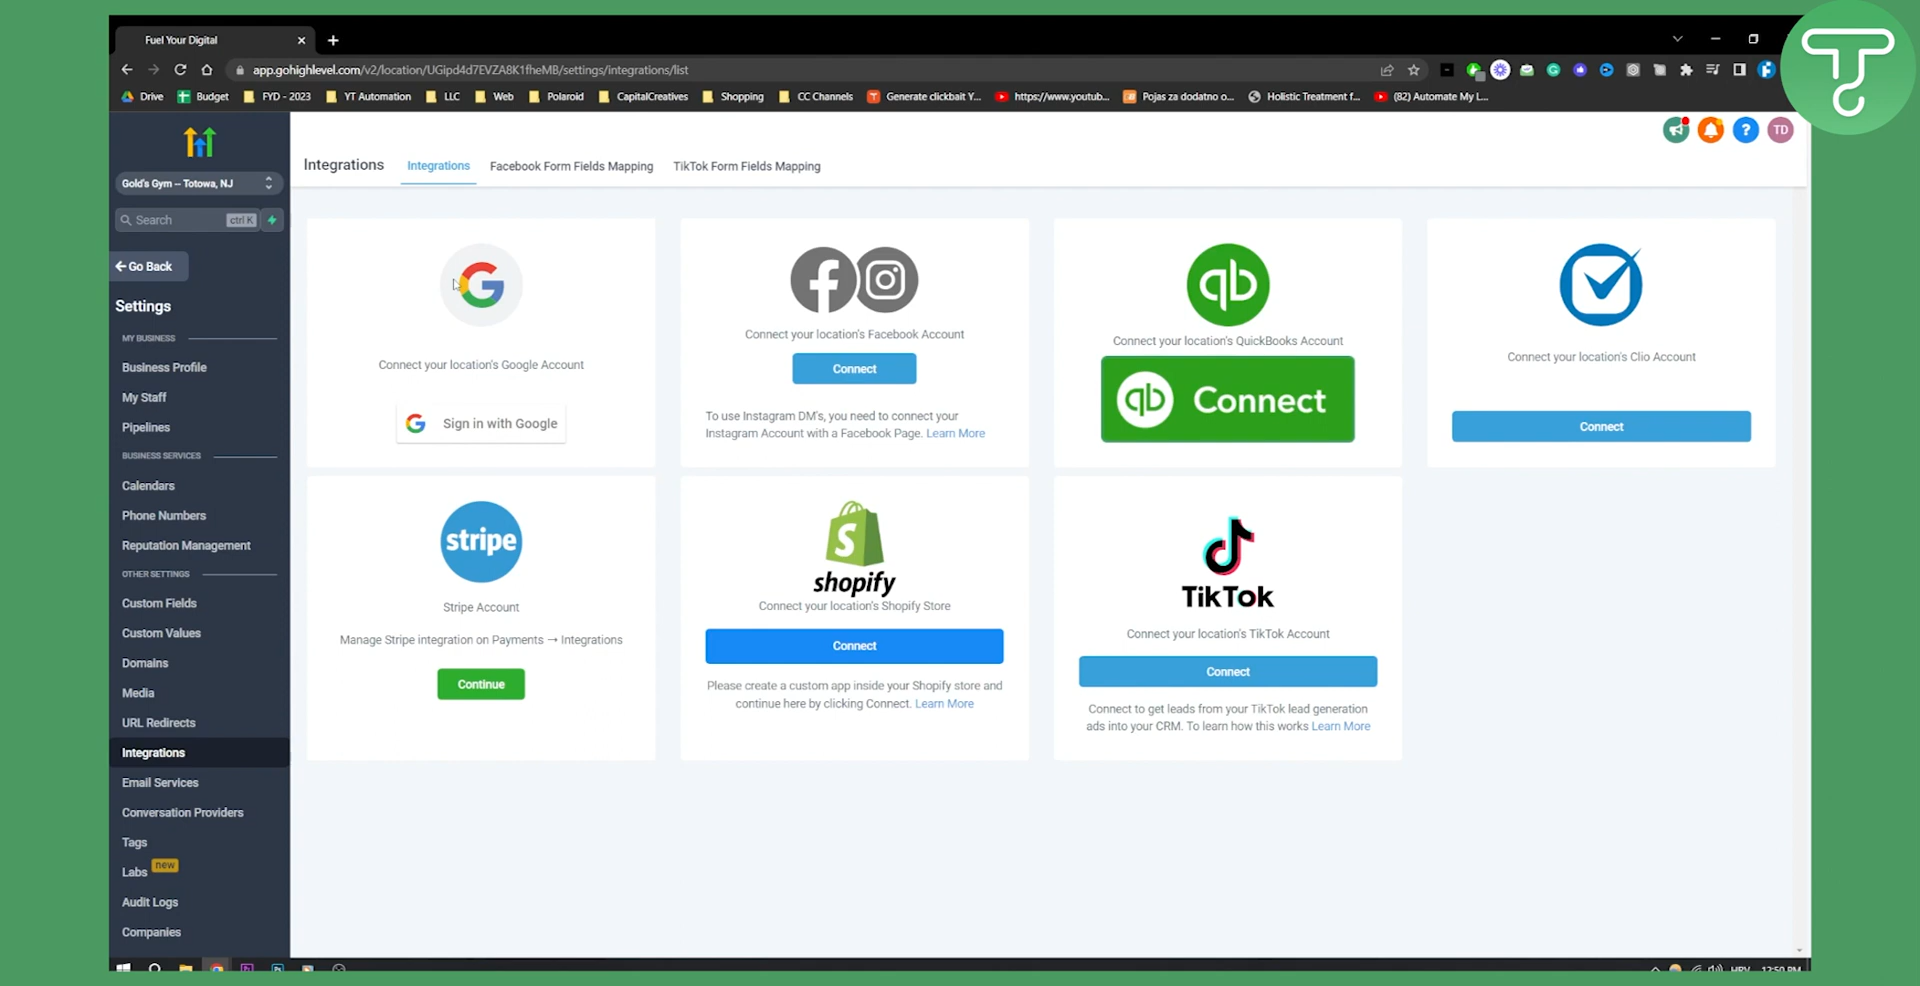 Fuel Your Digital
app.gohighlevel.com/v2/location/UGlpd4d7EVZA8K1fheMB/settings/integrations/list
Drive Budget FYD - 2023 YT Automation LLC Web Polaroid CapitalCreatives Shopping CC Channels Generate clickbait Y... https://www.youtub... Pojas za dodatno o... Holistic Treatment f... (82) Automate My L...
TD
Gold's Gym -- Totowa, NJ
Search ctrl K
Go Back
Settings
MY BUSINESS
Business Profile
My Staff
Pipelines
BUSINESS SERVICES
Calendars
Phone Numbers
Reputation Management
OTHER SETTINGS
Custom Fields
Custom Values
Domains
Media
URL Redirects
Integrations
Email Services
Conversation Providers
Tags
Labs new
Audit Logs
Companies
Integrations Integrations Facebook Form Fields Mapping TikTok Form Fields Mapping
Connect your location's Google Account
Sign in with Google
Connect your location's Facebook Account
Connect
To use Instagram DM's, you need to connect your
Instagram Account with a Facebook Page. Learn More
qb
Connect your location's QuickBooks Account
qb Connect
Connect your location's Clio Account
Connect
stripe
Stripe Account
Manage Stripe integration on Payments → Integrations
Continue
shopify
Connect your location's Shopify Store
Connect
Please create a custom app inside your Shopify store and
continue here by clicking Connect. Learn More
TikTok
Connect your location's TikTok Account
Connect
Connect to get leads from your TikTok lead generation
ads into your CRM. To learn how this works Learn More
HRV 12:50 PM